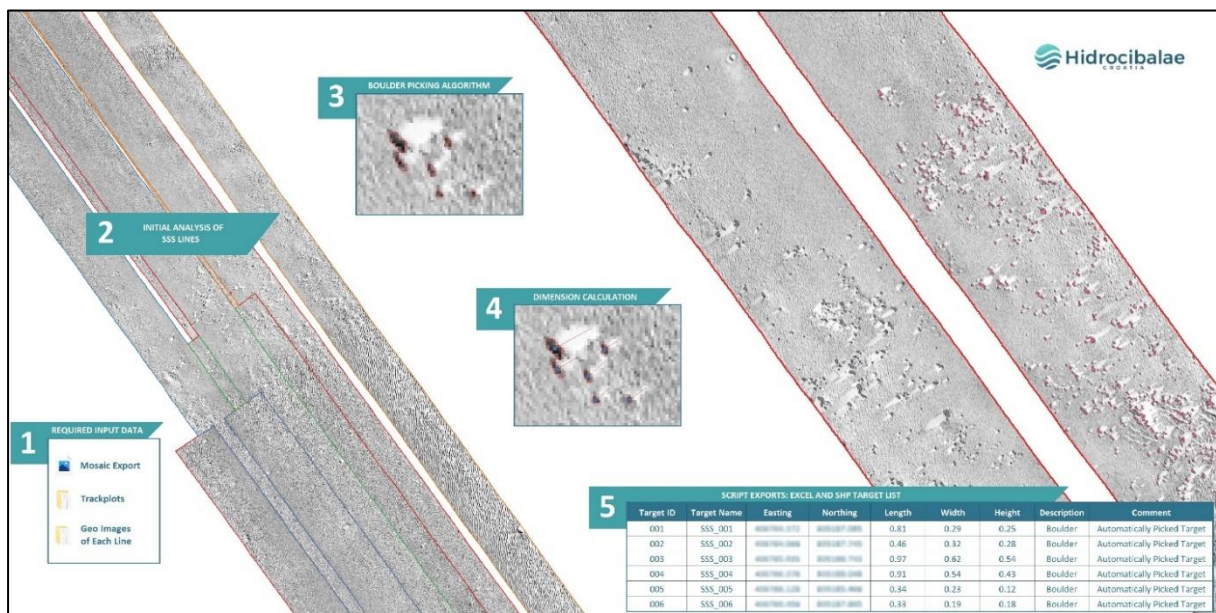 Hidrocibalae
CROATIA
3 BOULDER PICKING ALGORITHM
2 INITIAL ANALYSIS OF
SSS LINES
4 DIMENSION CALCULATION
1 REQUIRED INPUT DATA
Mosaic Export
Trackplots
Geo Images
of Each Line
5 SCRIPT EXPORTS: EXCEL AND SHP TARGET LIST
Target ID Target Name Easting Northing Length Width Height Description Comment
001 SSS_001 0.81 0.29 0.25 Boulder Automatically Picked Target
002 SSS_002 0.46 0.32 0.28 Boulder Automatically Picked Target
003 SSS_003 0.97 0.62 0.54 Boulder Automatically Picked Target
004 SSS_004 0.91 0.54 0.43 Boulder Automatically Picked Target
005 SSS_005 0.34 0.23 0.12 Boulder Automatically Picked Target
006 SSS_006 0.33 0.19 0.18 Boulder Automatically Picked Target